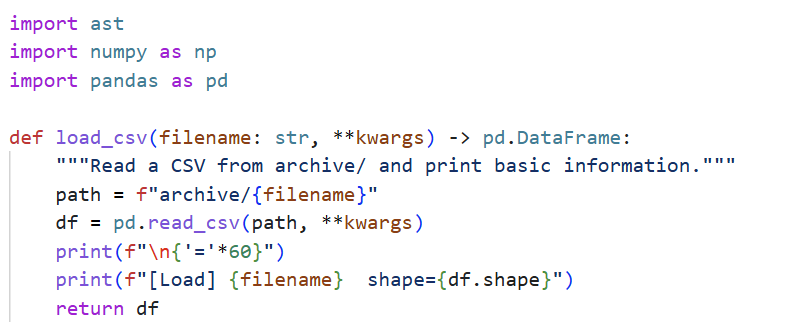 import ast
import numpy as np
import pandas as pd
def load_csv(filename: str, **kwargs) -> pd.DataFrame:
    """Read a CSV from archive/ and print basic information."""
    path = f"archive/{filename}"
    df = pd.read_csv(path, **kwargs)
    print(f"\n{'='*60}")
    print(f"[Load] {filename}  shape={df.shape}")
    return df